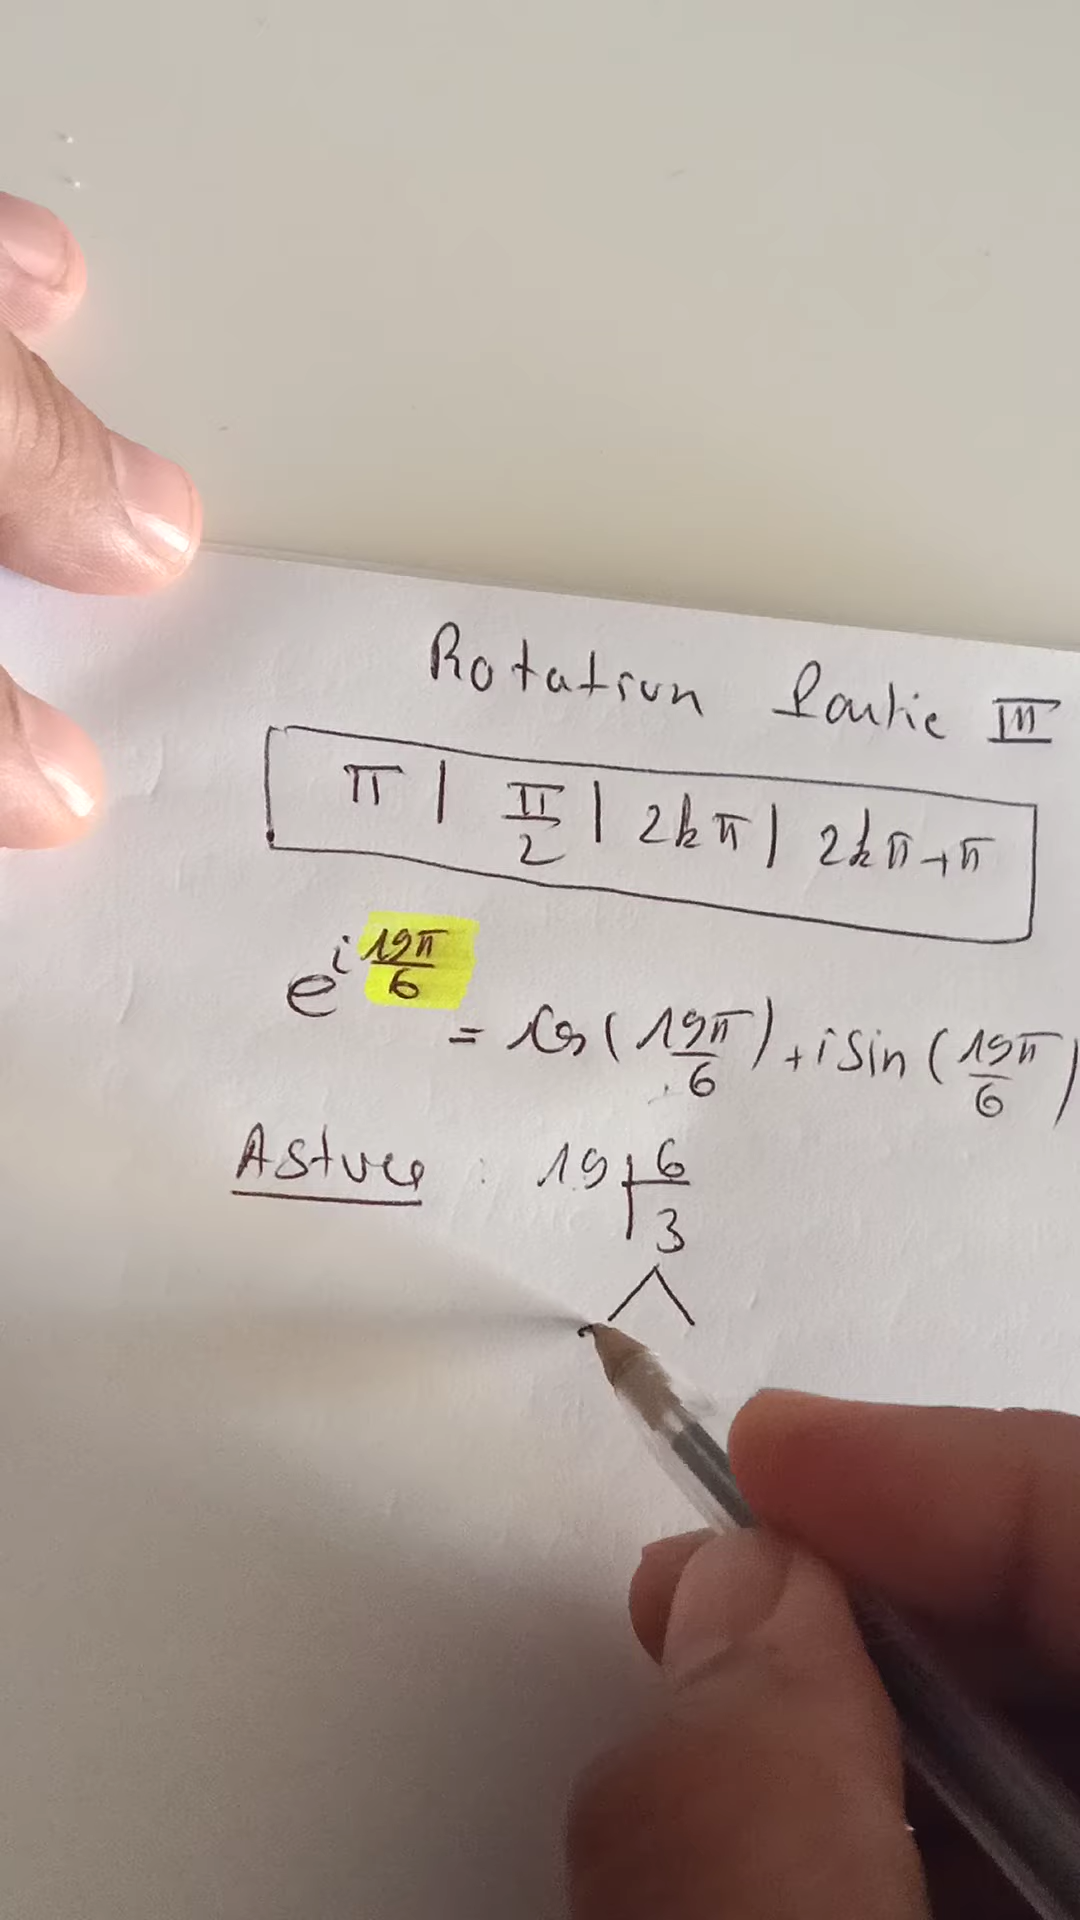 Rotation Partie III
π | π/2 | 2kπ | 2kπ+π
e^{i 19π/6}
= cos(19π/6) + i sin(19π/6)
Astuce : 19 | 6
3